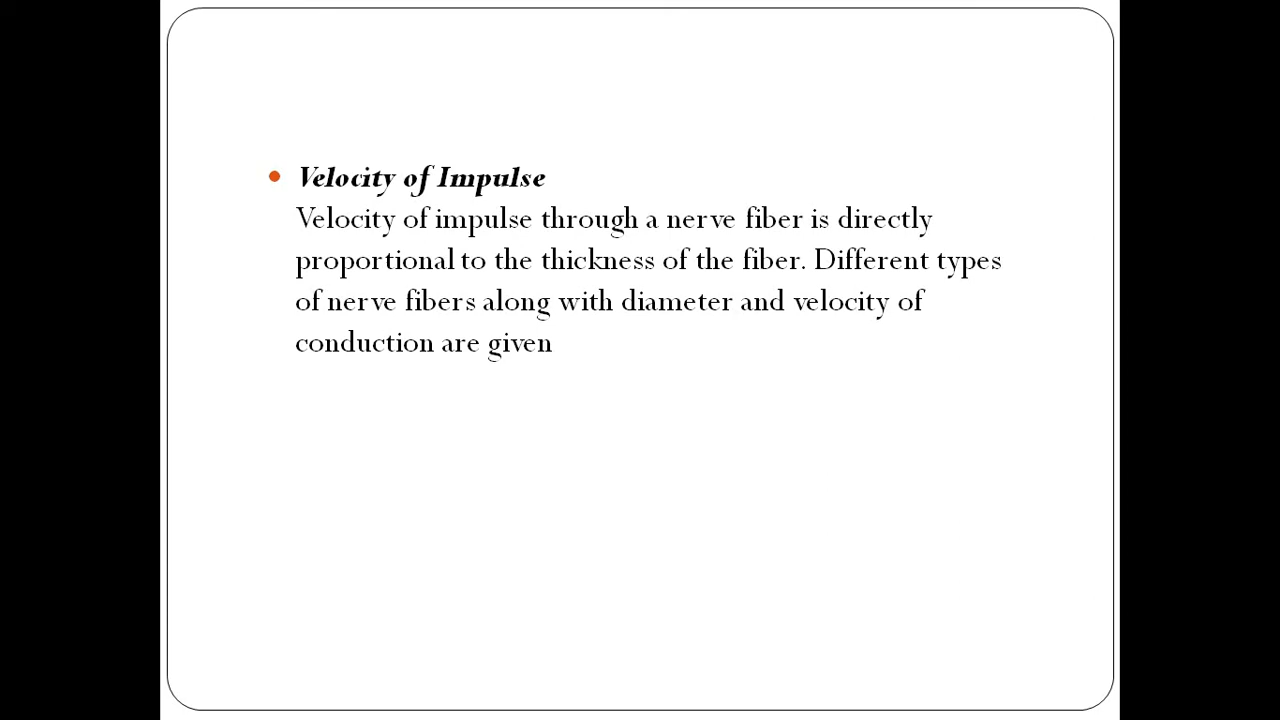 Velocity of Impulse
Velocity of impulse through a nerve fiber is directly
proportional to the thickness of the fiber. Different types
of nerve fibers along with diameter and velocity of
conduction are given